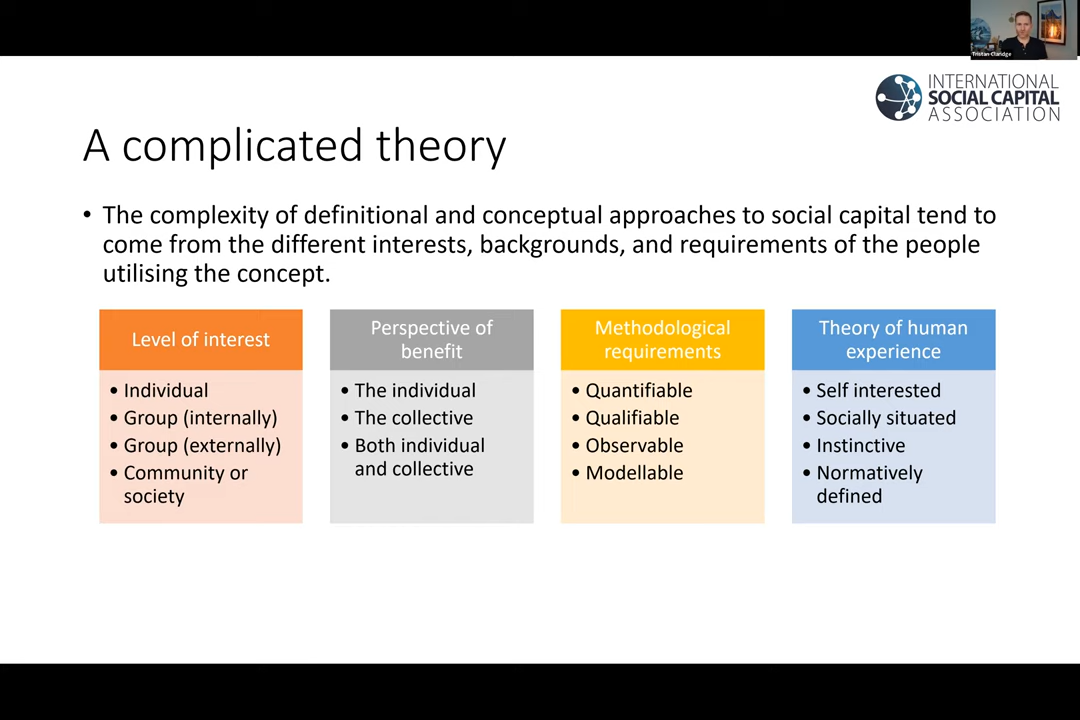 Tristan Claridge
INTERNATIONAL
SOCIAL CAPITAL
ASSOCIATION
A complicated theory
• The complexity of definitional and conceptual approaches to social capital tend to
come from the different interests, backgrounds, and requirements of the people
utilising the concept.
Level of interest
• Individual
• Group (internally)
• Group (externally)
• Community or
society
Perspective of
benefit
• The individual
• The collective
• Both individual
and collective
Methodological
requirements
• Quantifiable
• Qualifiable
• Observable
• Modellable
Theory of human
experience
• Self interested
• Socially situated
• Instinctive
• Normatively
defined